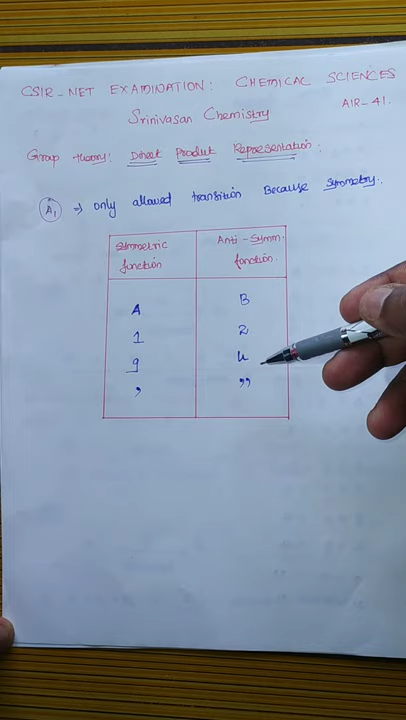 CSIR-NET EXAMINATION: CHEMICAL SCIENCES
Srinivasan Chemistry AIR-41.
Group theory: Direct Product Representation:
A1 ⇒ only allowed transition Because symmetry.
Symmetric function Anti-Symm. function.
A B
1 2
g u
' ''